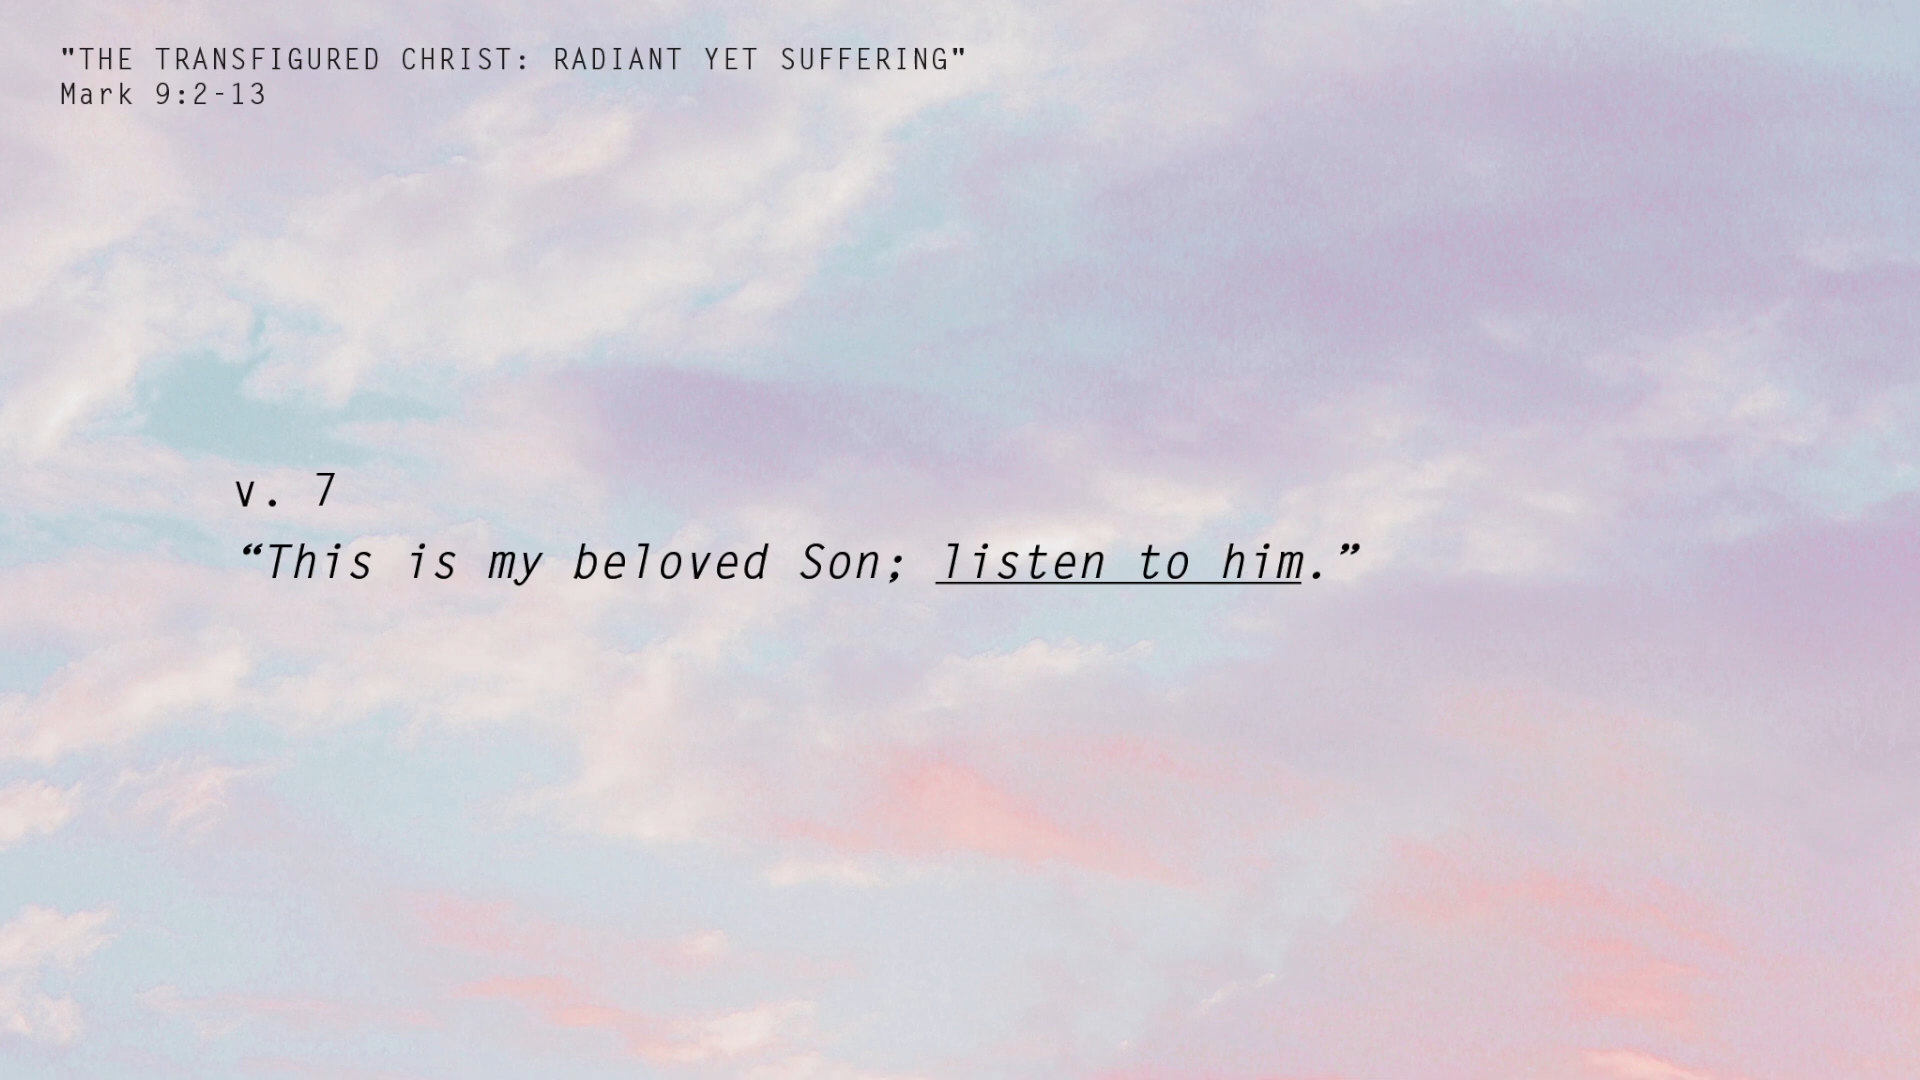 "THE TRANSFIGURED CHRIST: RADIANT YET SUFFERING"
Mark 9:2-13
v. 7
“This is my beloved Son; listen to him.”